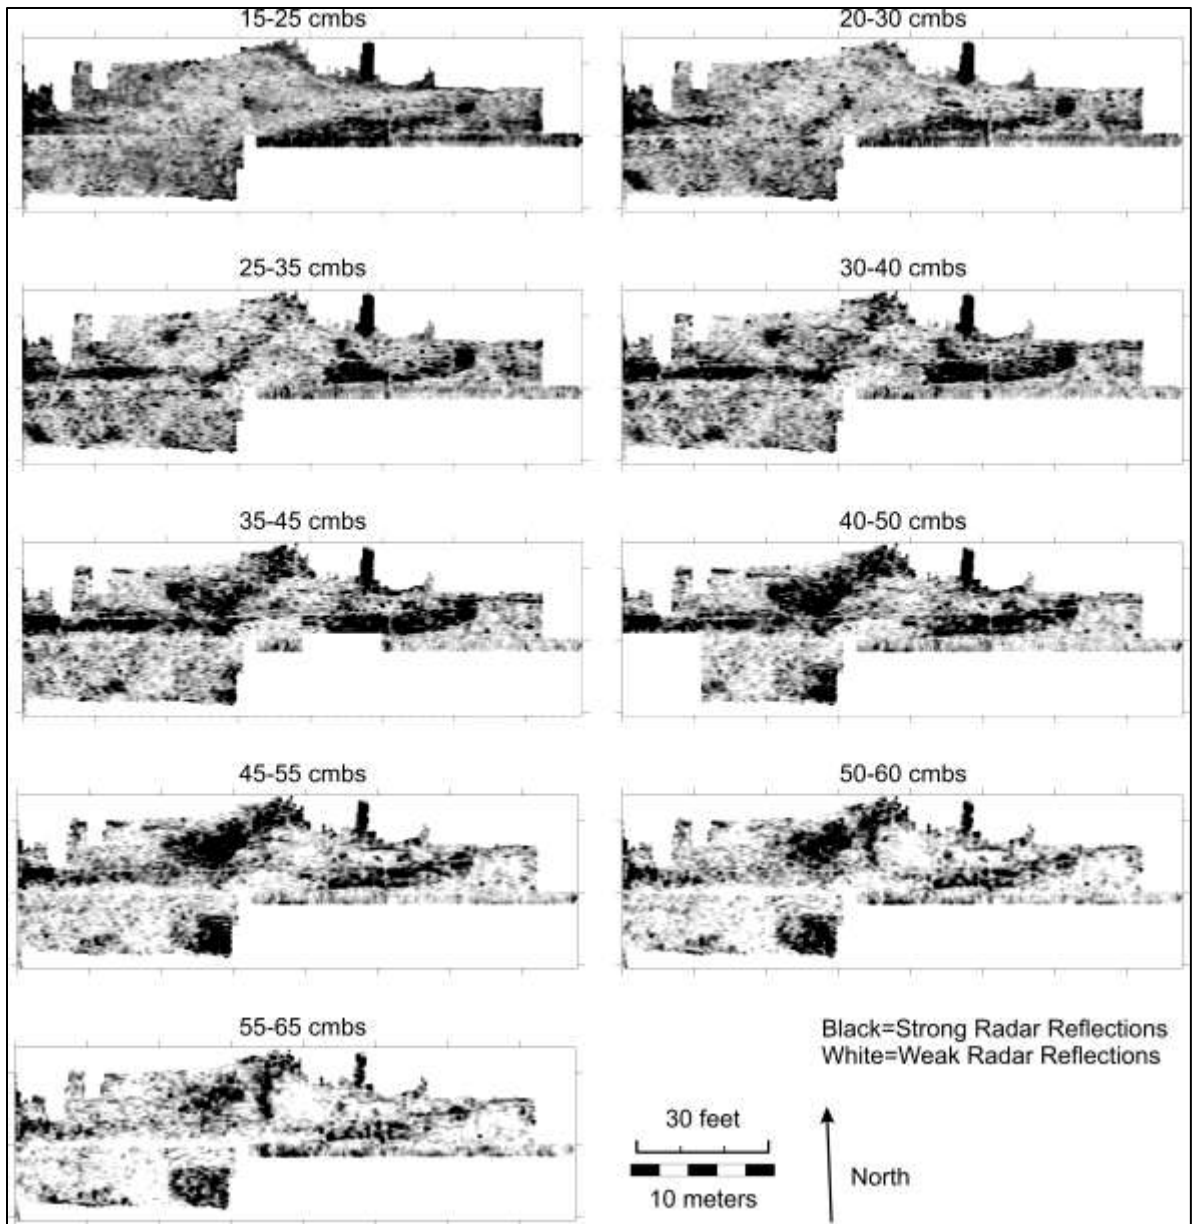 15-25 cmbs
20-30 cmbs
25-35 cmbs
30-40 cmbs
35-45 cmbs
40-50 cmbs
45-55 cmbs
50-60 cmbs
55-65 cmbs
Black=Strong Radar Reflections
White=Weak Radar Reflections
30 feet
10 meters
North